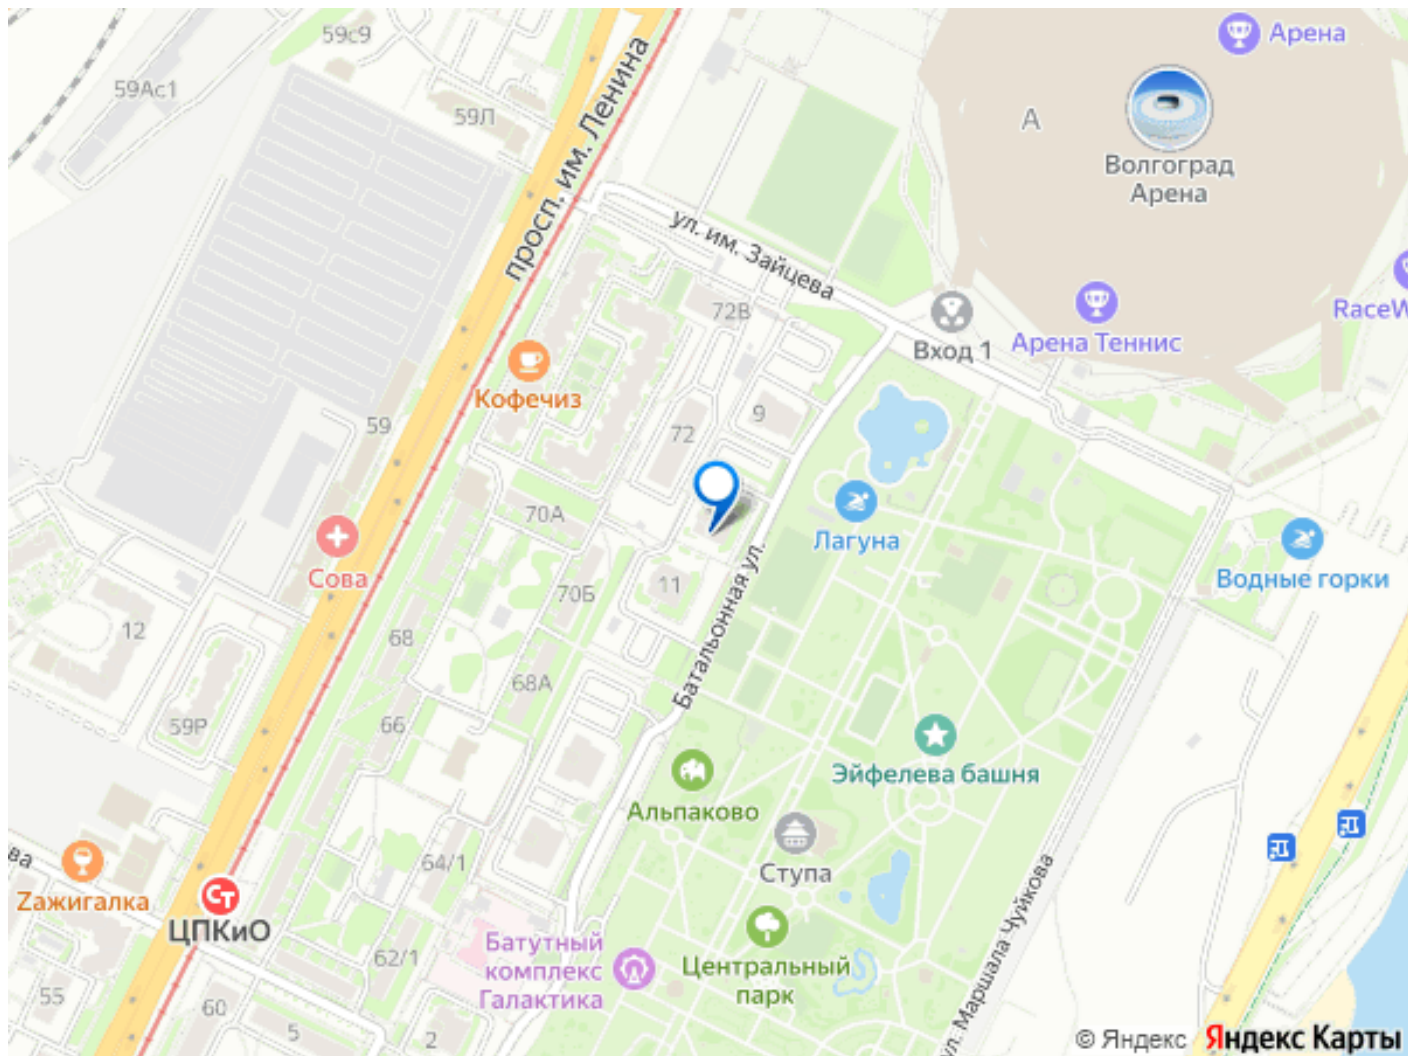 59с9
Арена
59Ас1
59Л
А
Волгоград
Арена
просп. им. Ленина
ул. им. Зайцева
72В
Вход 1
Арена Теннис
RaceW
Кофечиз
59
9
72
70А
Лагуна
Сова
Водные горки
11
70Б
12
68
Батальонная ул.
68А
59Р
66
Эйфелева башня
Альпаково
64/1
Ступа
ва
Zажигалка
Ст
ЦПКиО
Батутный
комплекс
Галактика
62/1
Центральный
парк
ул. Маршала Чуйкова
55
60
5
2
© Яндекс Яндекс Карты